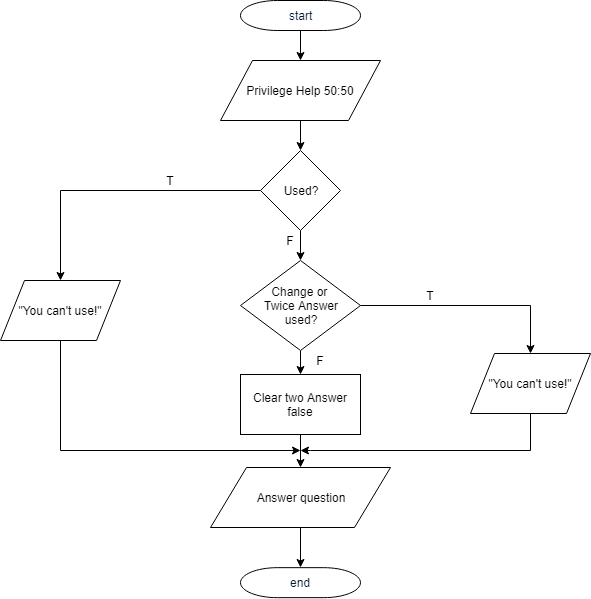 start
Privilege Help 50:50
T
Used?
F
"You can't use!"
Change or
Twice Answer
used?
T
F
Clear two Answer
false
"You can't use!"
Answer question
end